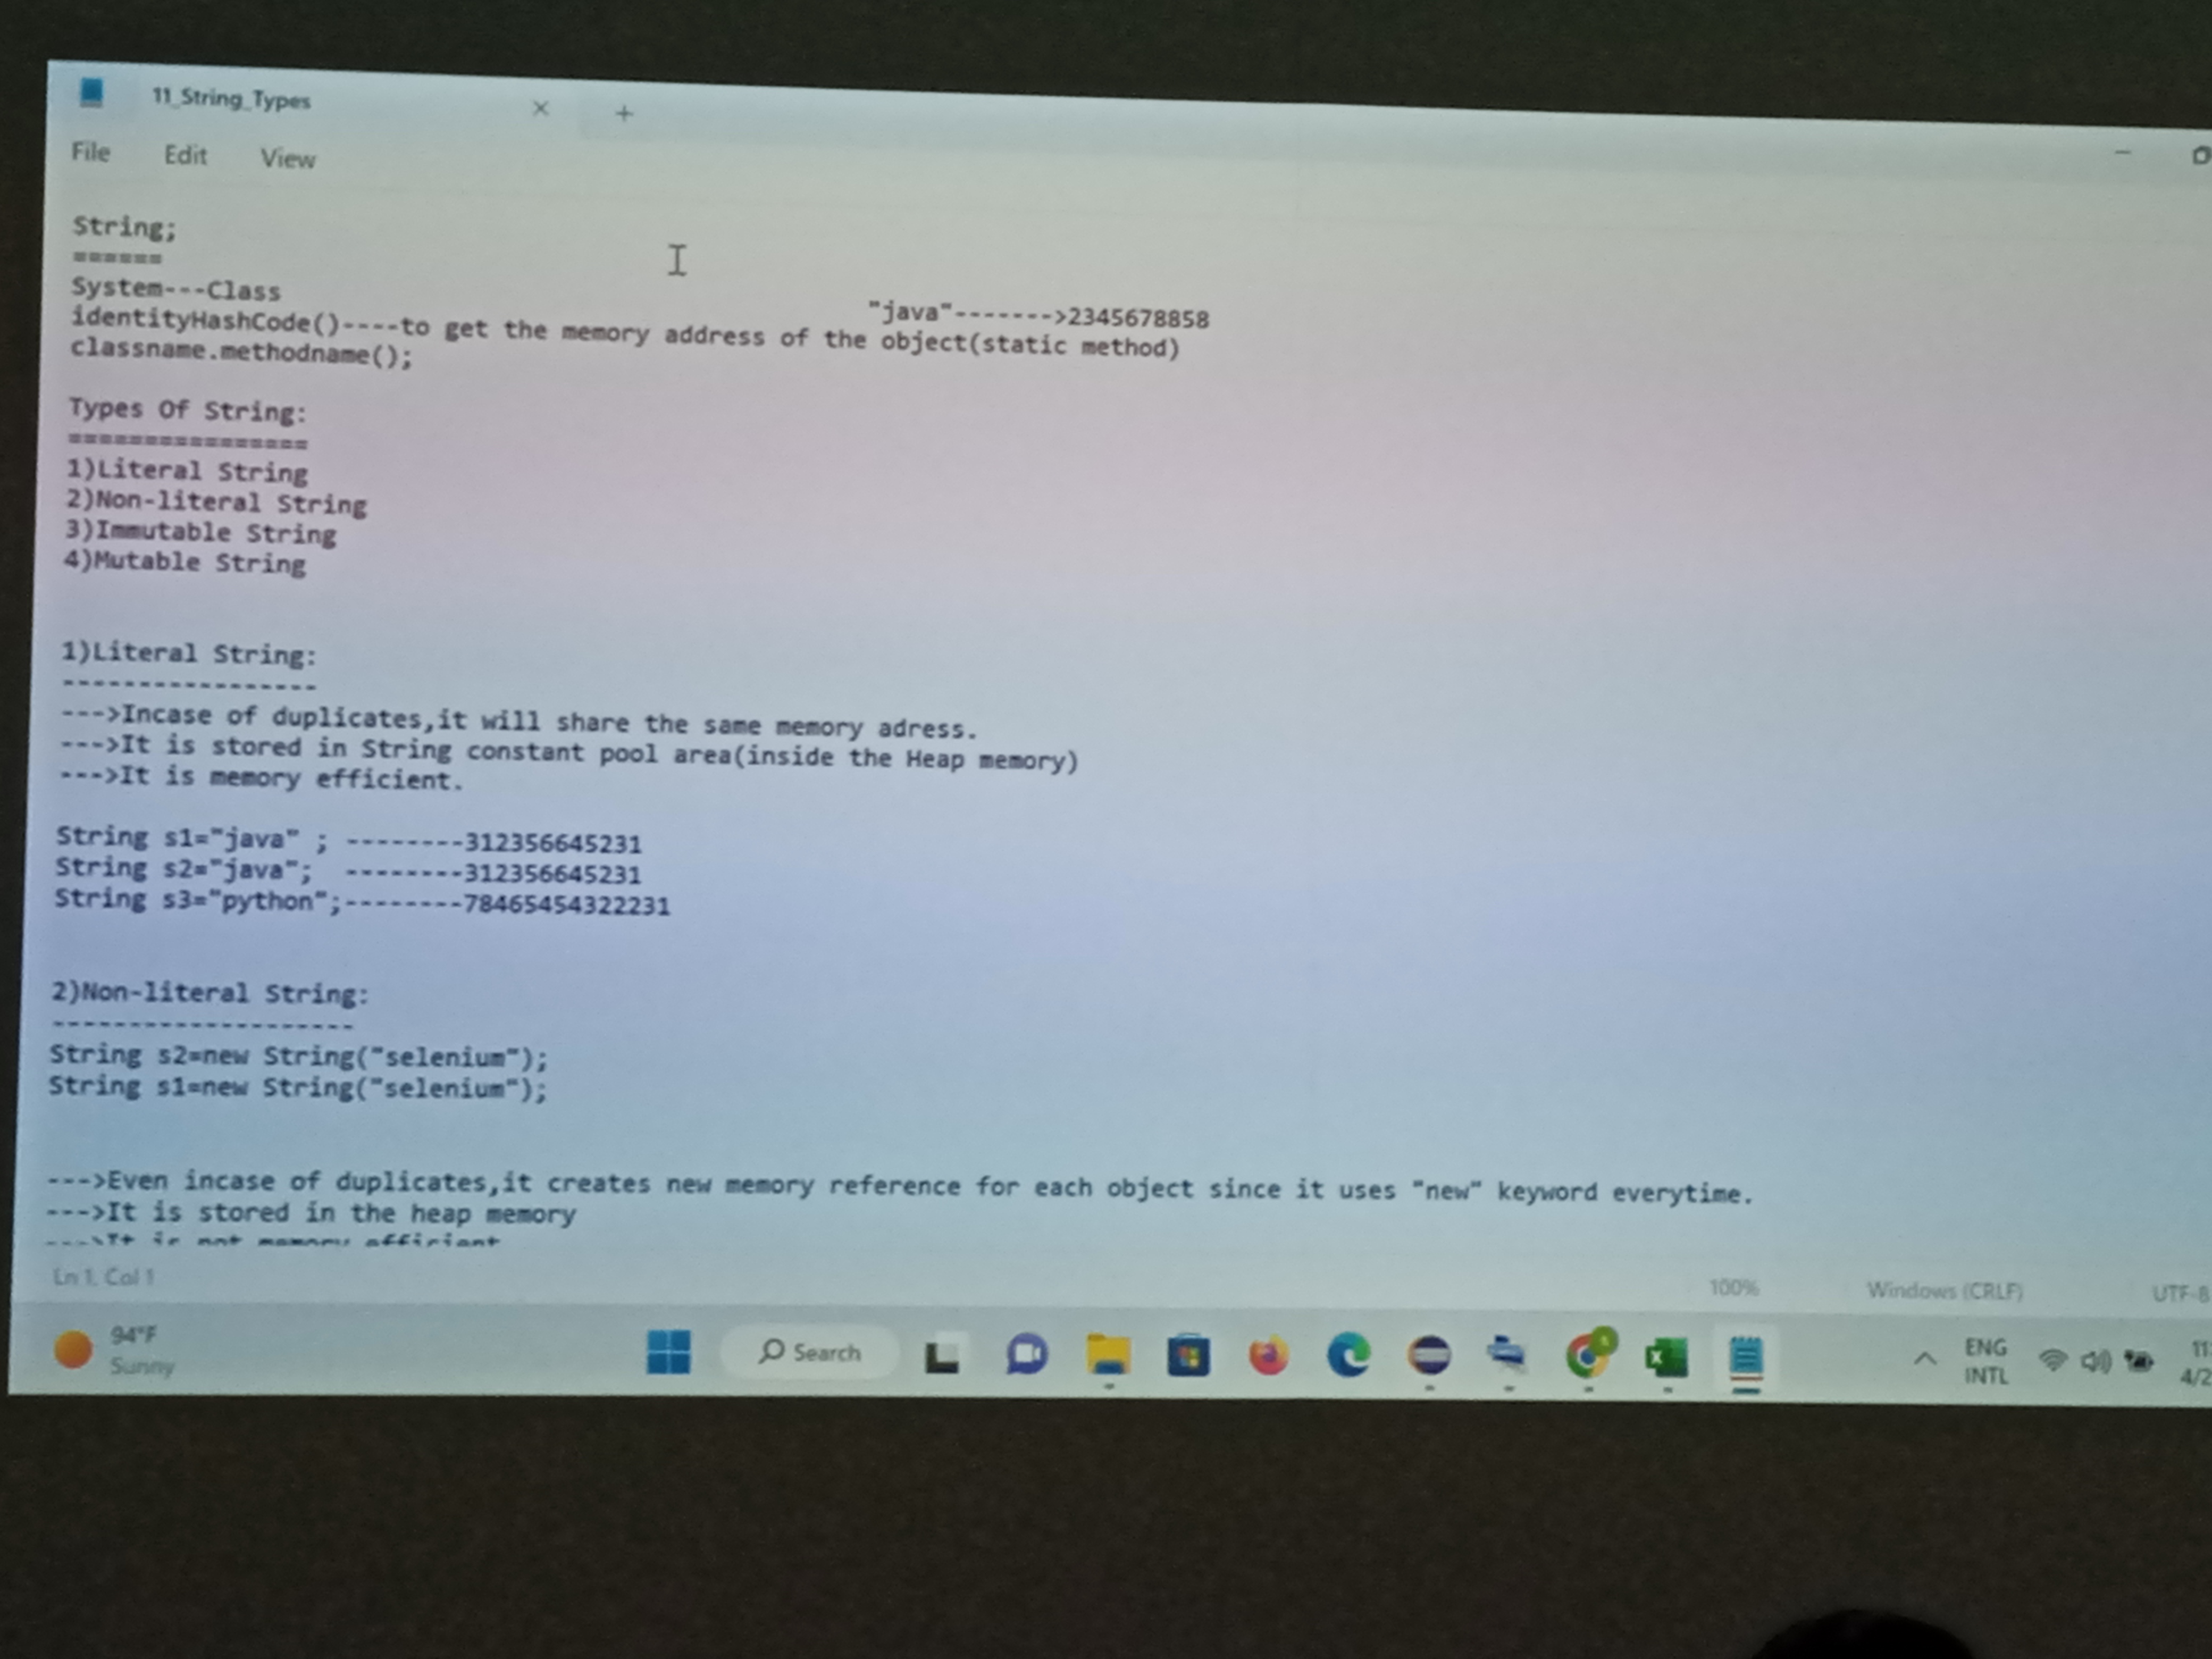 11_String_Types
File Edit View
String;
======
System---Class
"java"------->2345678858
identityHashCode()----to get the memory address of the object(static method)
classname.methodname();
Types Of String:
================
1)Literal String
2)Non-literal String
3)Immutable String
4)Mutable String
1)Literal String:
-----------------
--->Incase of duplicates,it will share the same memory adress.
--->It is stored in String constant pool area(inside the Heap memory)
--->It is memory efficient.
String s1="java" ; --------312356645231
String s2="java"; --------312356645231
String s3="python";--------78465454322231
2)Non-literal String:
--------------------
String s2=new String("selenium");
String s1=new String("selenium");
--->Even incase of duplicates,it creates new memory reference for each object since it uses "new" keyword everytime.
--->It is stored in the heap memory
--->It is not memory efficient
Ln 1, Col 1 100% Windows (CRLF) UTF-8
94°F
Sunny
Search
ENG
INTL
11:
4/2